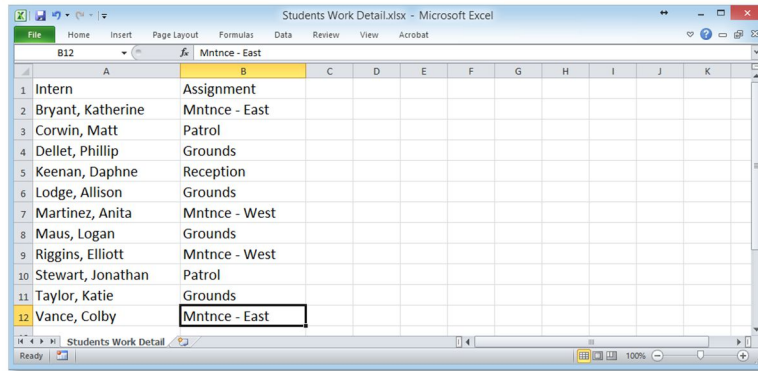 Students Work Detail.xlsx - Microsoft Excel
File Home Insert Page Layout Formulas Data Review View Acrobat
B12 fx Mntnce - East
A B C D E F G H I J K
1 Intern Assignment
2 Bryant, Katherine Mntnce - East
3 Corwin, Matt Patrol
4 Dellet, Phillip Grounds
5 Keenan, Daphne Reception
6 Lodge, Allison Grounds
7 Martinez, Anita Mntnce - West
8 Maus, Logan Grounds
9 Riggins, Elliott Mntnce - West
10 Stewart, Jonathan Patrol
11 Taylor, Katie Grounds
12 Vance, Colby Mntnce - East
Students Work Detail
Ready 100%